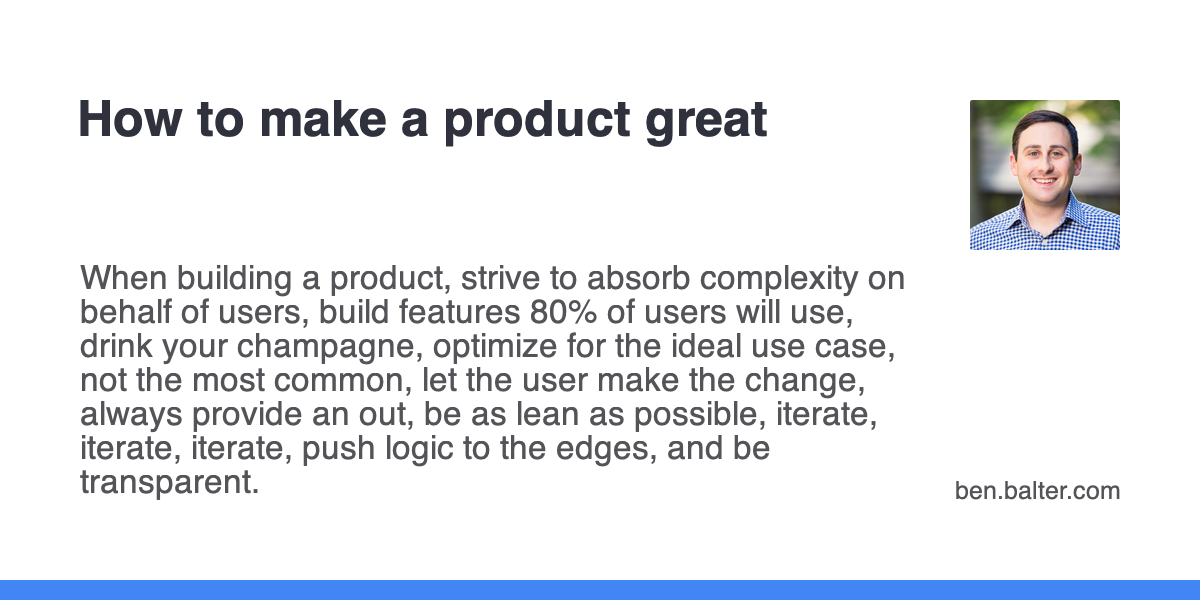 How to make a product great
When building a product, strive to absorb complexity on
behalf of users, build features 80% of users will use,
drink your champagne, optimize for the ideal use case,
not the most common, let the user make the change,
always provide an out, be as lean as possible, iterate,
iterate, iterate, push logic to the edges, and be
transparent.
ben.balter.com